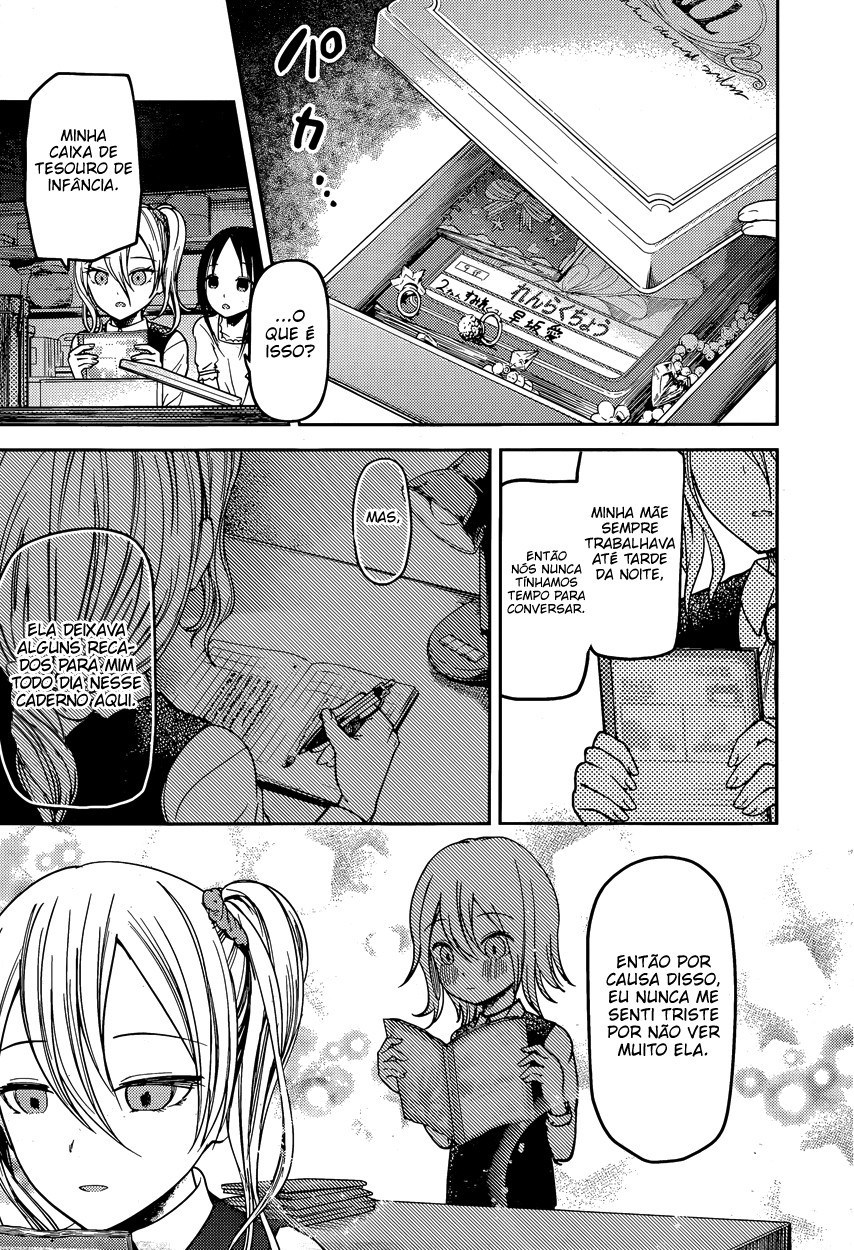 パカ…
れんらくちょう
早坂愛
...O
QUE É
ISSO?
MINHA
CAIXA DE
TESOURO DE
INFÂNCIA.
MINHA MÃE
SEMPRE
TRABALHAVA
ATÉ TARDE
DA NOITE,
ENTÃO
NÓS NUNCA
TÍNHAMOS
TEMPO PARA
CONVERSAR.
MAS,
ELA DEIXAVA
ALGUNS RECA-
DOS PARA MIM
TODO DIA NESSE
CADERNO AQUI.
ENTÃO POR
CAUSA DISSO,
EU NUNCA ME
SENTI TRISTE
POR NÃO VER
MUITO ELA.